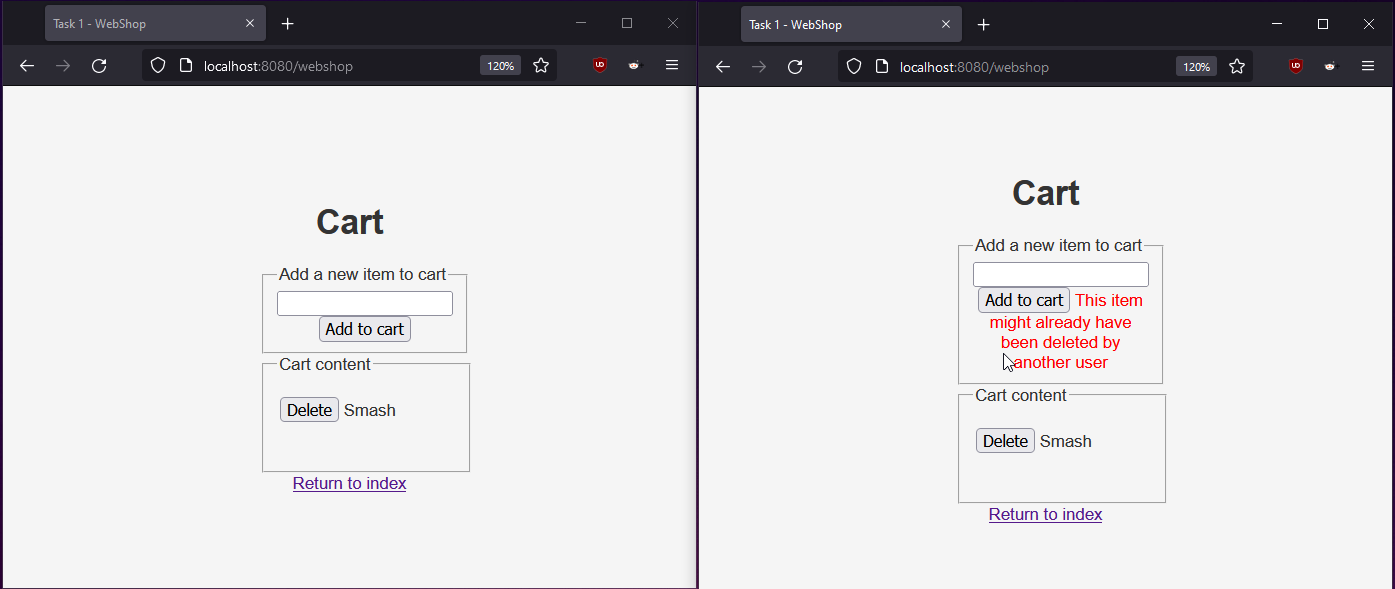 Task 1 - WebShop
localhost:8080/webshop
120%
UD
Cart
Add a new item to cart
Add to cart
Cart content
Delete Smash
Return to index
Task 1 - WebShop
localhost:8080/webshop
120%
UD
Cart
Add a new item to cart
Add to cart This item
might already have
been deleted by
another user
Cart content
Delete Smash
Return to index